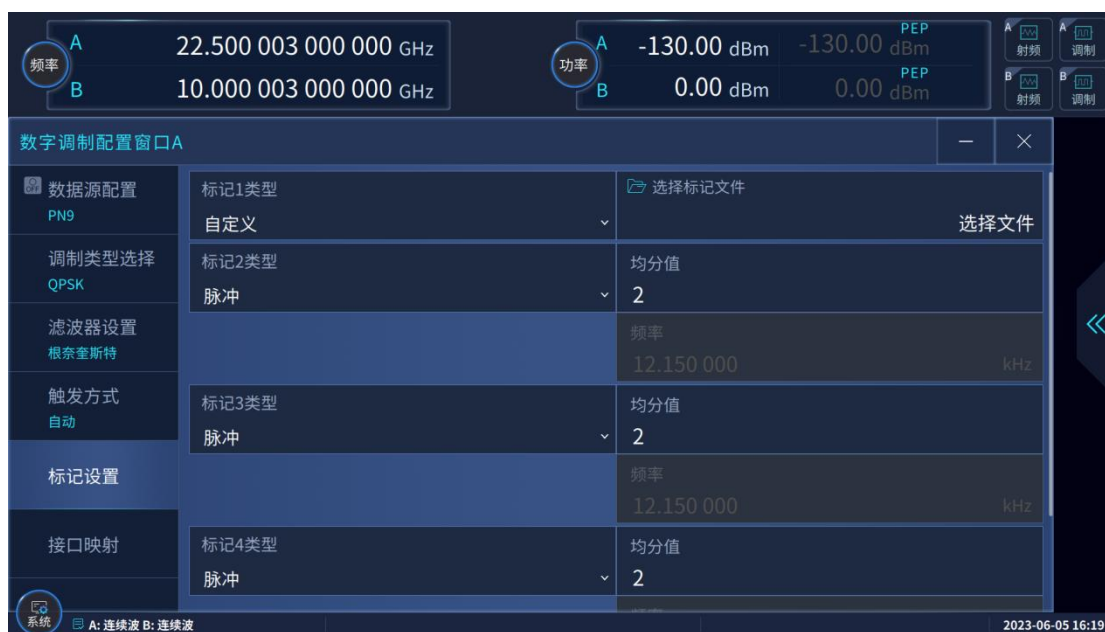 频率
A 22.500 003 000 000 GHz
B 10.000 003 000 000 GHz
功率
A -130.00 dBm -130.00 dBm PEP
B 0.00 dBm 0.00 dBm PEP
A 射频
A 调制
B 射频
B 调制
数字调制配置窗口A
数据源配置
PN9
调制类型选择
QPSK
滤波器设置
根奈奎斯特
触发方式
自动
标记设置
接口映射
标记1类型
自定义
选择标记文件
选择文件
标记2类型
脉冲
均分值
2
频率
12.150 000 kHz
标记3类型
脉冲
均分值
2
频率
12.150 000 kHz
标记4类型
脉冲
均分值
2
系统
A: 连续波 B: 连续波
2023-06-05 16:19